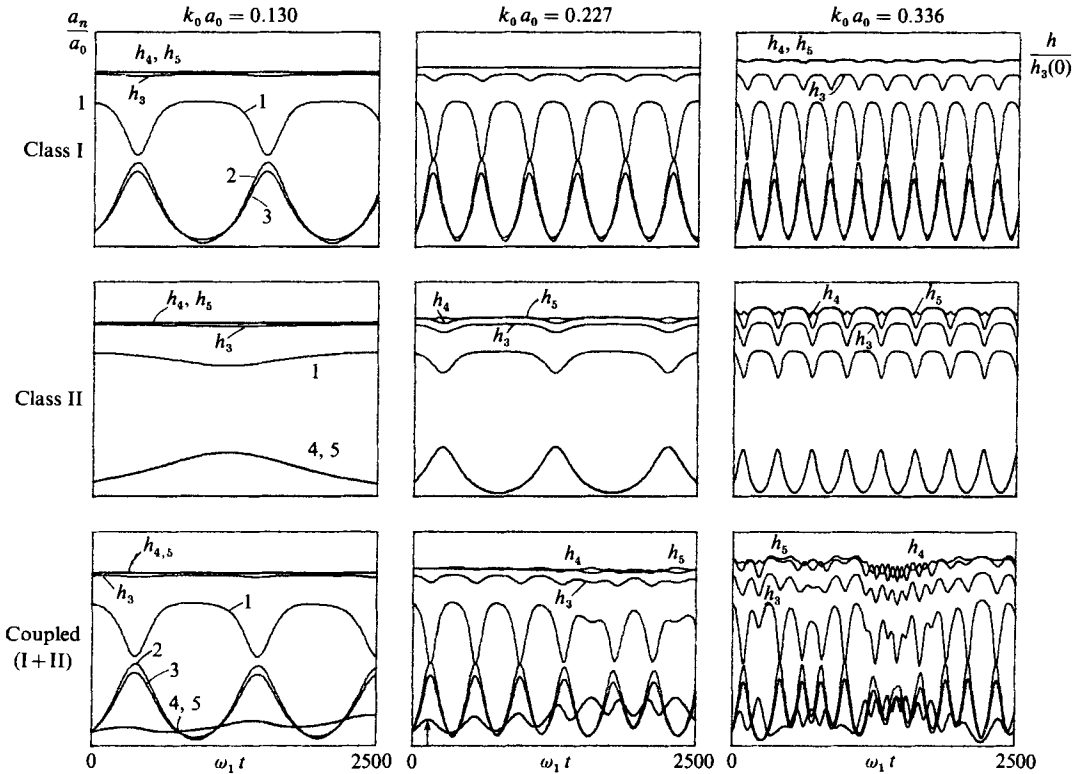 a_n/a_0
k_0 a_0 = 0.130
k_0 a_0 = 0.227
k_0 a_0 = 0.336
h/h_3(0)
h_4, h_5
h_3
1
1
2
3
Class I
h_4, h_5
h_3
h_4, h_5
h_3
1
4, 5
Class II
h_4
h_5
h_3
h_4
h_5
h_3
h_4,5
h_3
1
2
3
4, 5
Coupled
(I + II)
h_4
h_5
h_3
h_5
h_4
h_3
0
ω_1 t
2500
0
ω_1 t
2500
0
ω_1 t
2500